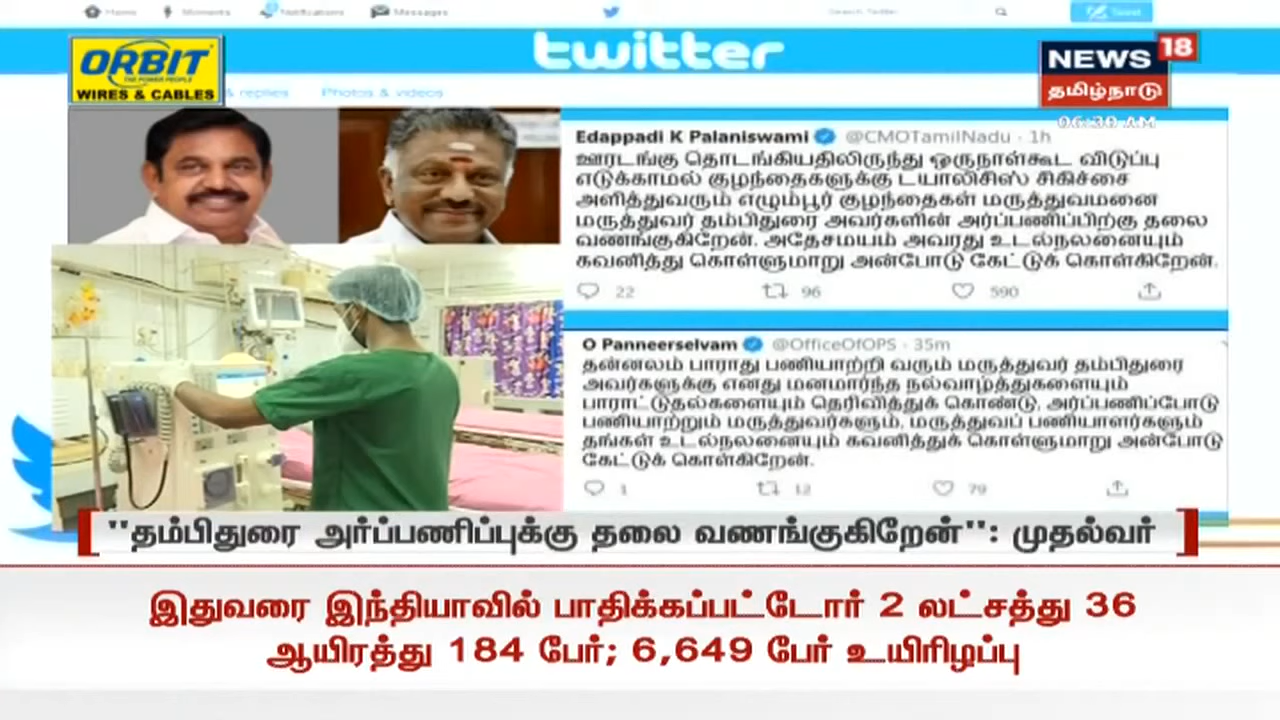 Home Moments Notifications Messages Search Twitter Tweet
twitter
ORBIT
THE POWER PEOPLE
WIRES & CABLES
& replies Photos & videos
NEWS 18
தமிழ்நாடு
06:30 AM
Edappadi K Palaniswami @CMOTamilNadu · 1h
ஊரடங்கு தொடங்கியதிலிருந்து ஒருநாள்கூட விடுப்பு
எடுக்காமல் குழந்தைகளுக்கு டயாலிசிஸ் சிகிச்சை
அளித்துவரும் எழும்பூர் குழந்தைகள் மருத்துவமனை
மருத்துவர் தம்பிதுரை அவர்களின் அர்ப்பணிப்பிற்கு தலை
வணங்குகிறேன். அதேசமயம் அவரது உடல்நலனையும்
கவனித்து கொள்ளுமாறு அன்போடு கேட்டுக் கொள்கிறேன்.
22 96 590
O Panneerselvam @OfficeOfOPS · 35m
தன்னலம் பாராது பணியாற்றி வரும் மருத்துவர் தம்பிதுரை
அவர்களுக்கு எனது மனமார்ந்த நல்வாழ்த்துகளையும்
பாராட்டுதல்களையும் தெரிவித்துக் கொண்டு, அர்ப்பணிப்போடு
பணியாற்றும் மருத்துவர்களும், மருத்துவப் பணியாளர்களும்
தங்கள் உடல்நலனையும் கவனித்துக் கொள்ளுமாறு அன்போடு
கேட்டுக் கொள்கிறேன்.
1 12 79
"தம்பிதுரை அர்ப்பணிப்புக்கு தலை வணங்குகிறேன்": முதல்வர்
இதுவரை இந்தியாவில் பாதிக்கப்பட்டோர் 2 லட்சத்து 36
ஆயிரத்து 184 பேர்; 6,649 பேர் உயிரிழப்பு